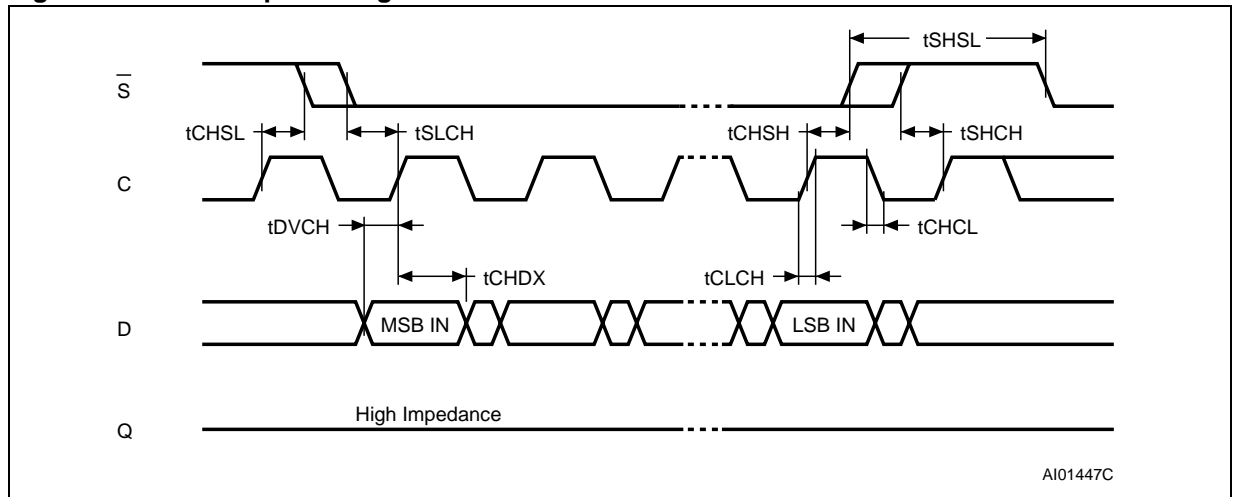 tSHSL
S̅
tCHSL
tSLCH
tCHSH
tSHCH
C
tDVCH
tCHCL
tCHDX
tCLCH
D
MSB IN
LSB IN
High Impedance
Q
AI01447C